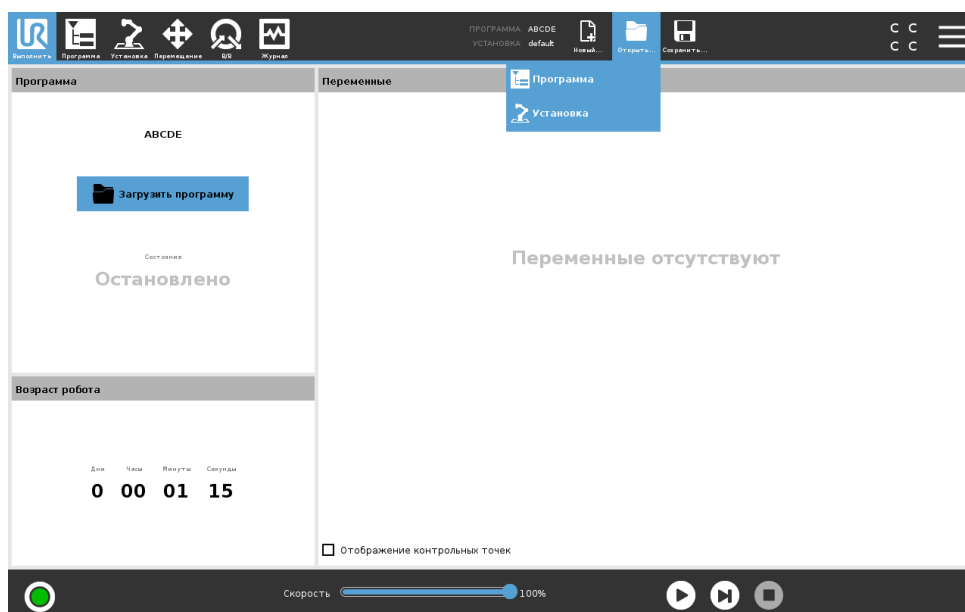 UR
ПРОГРАММА ABCDE
УСТАНОВКА default
C C
C C
Выполнить Программа Установка Перемещение В/В Журнал
Новый... Открыть... Сохранить...
Программа
Переменные
Программа
Установка
ABCDE
Загрузить программу
Состояние
Остановлено
Переменные отсутствуют
Возраст робота
Дни Часы Минуты Секунды
0 00 01 15
Отображение контрольных точек
Скорость 100%